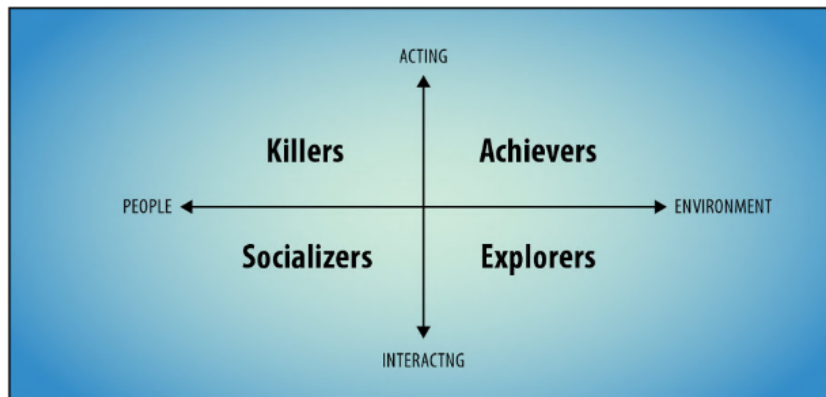 ACTING
Killers Achievers
PEOPLE ENVIRONMENT
Socializers Explorers
INTERACTNG